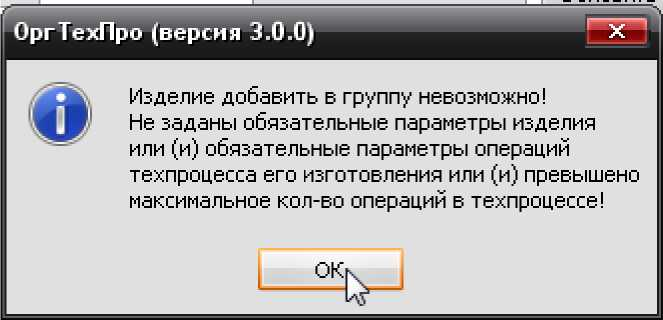 ОргТехПро (версия 3.0.0)
Изделие добавить в группу невозможно!
Не заданы обязательные параметры изделия
или (и) обязательные параметры операций
техпроцесса его изготовления или (и) превышено
максимальное кол-во операций в техпроцессе!
OK